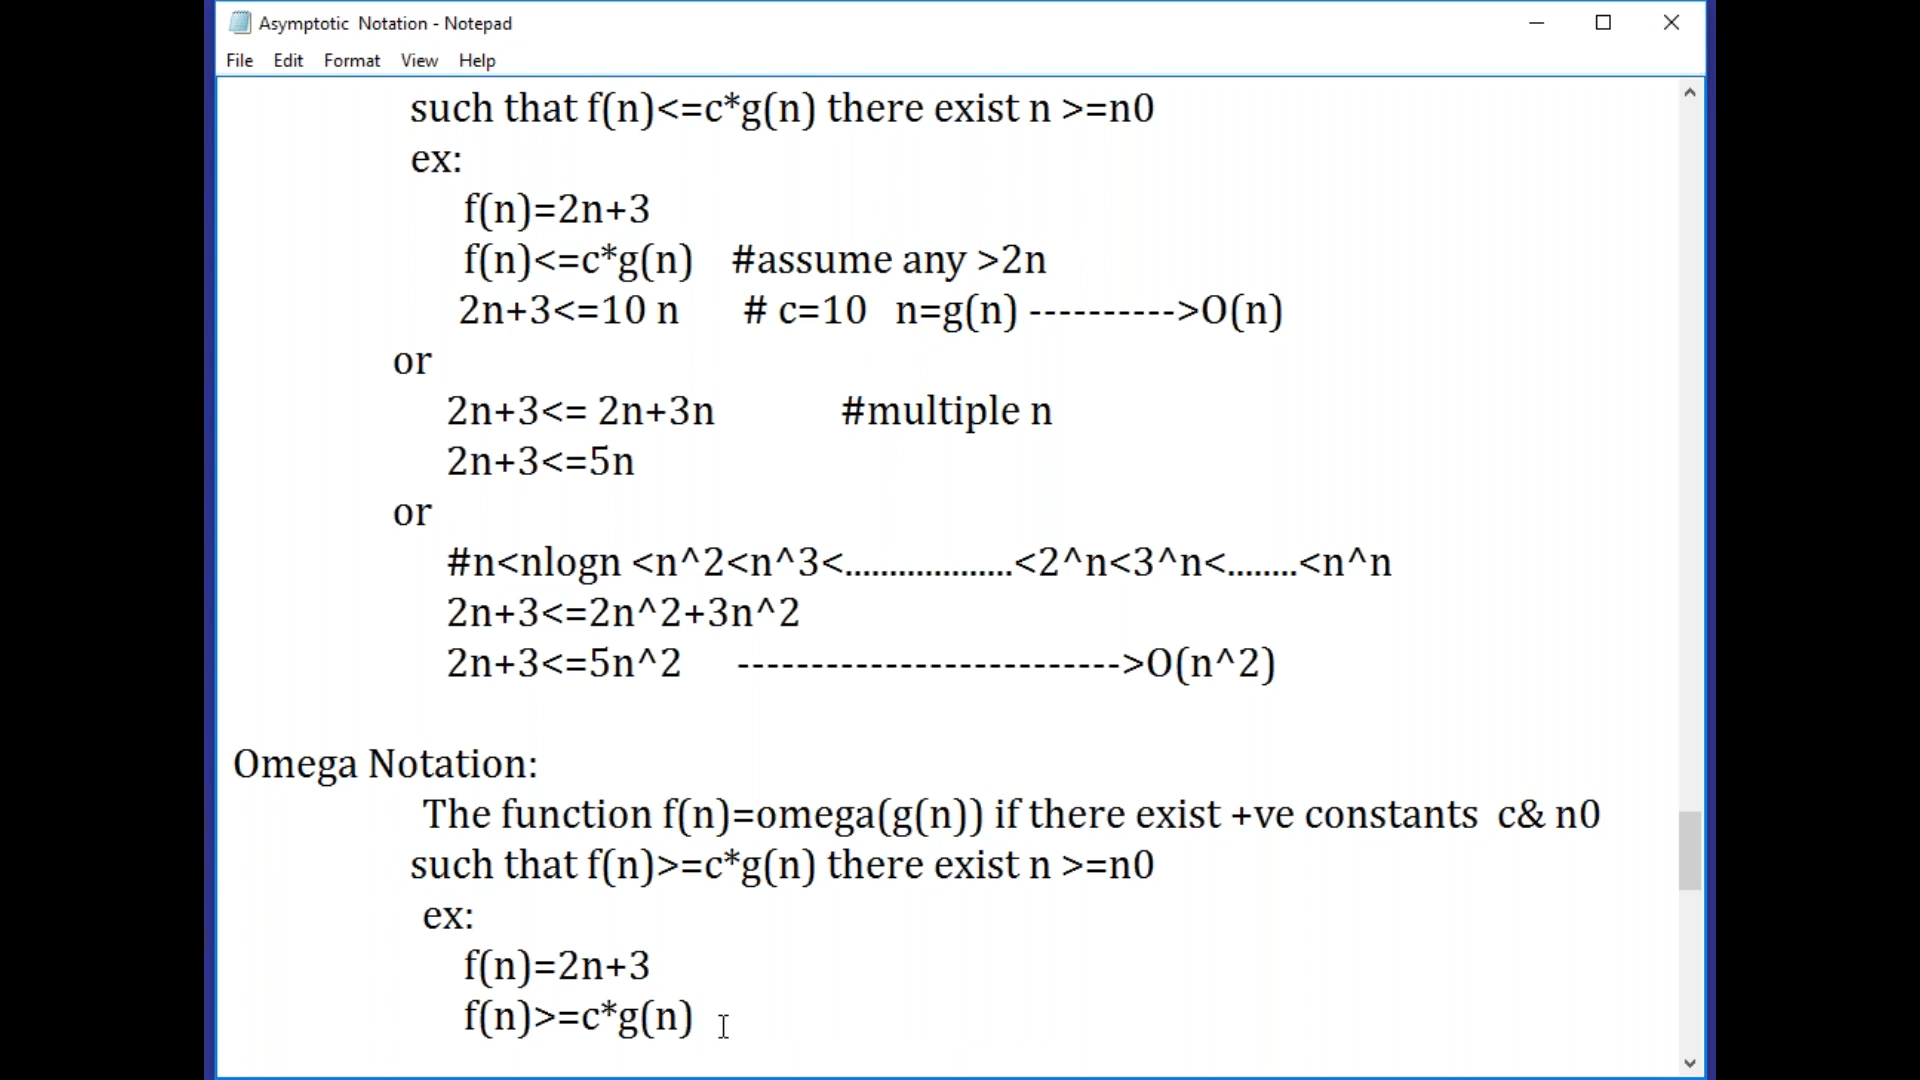 Asymptotic  Notation - Notepad
File Edit Format View Help
such that f(n)<=c*g(n) there exist n >=n0
ex:
f(n)=2n+3
f(n)<=c*g(n)    #assume any >2n
2n+3<=10 n      # c=10   n=g(n) ---------->O(n)
or
2n+3<= 2n+3n            #multiple n
2n+3<=5n
or
#n<nlogn <n^2<n^3<...................<2^n<3^n<........<n^n
2n+3<=2n^2+3n^2
2n+3<=5n^2     -------------------------->O(n^2)
Omega Notation:
The function f(n)=omega(g(n)) if there exist +ve constants  c& n0
such that f(n)>=c*g(n) there exist n >=n0
ex:
f(n)=2n+3
f(n)>=c*g(n)